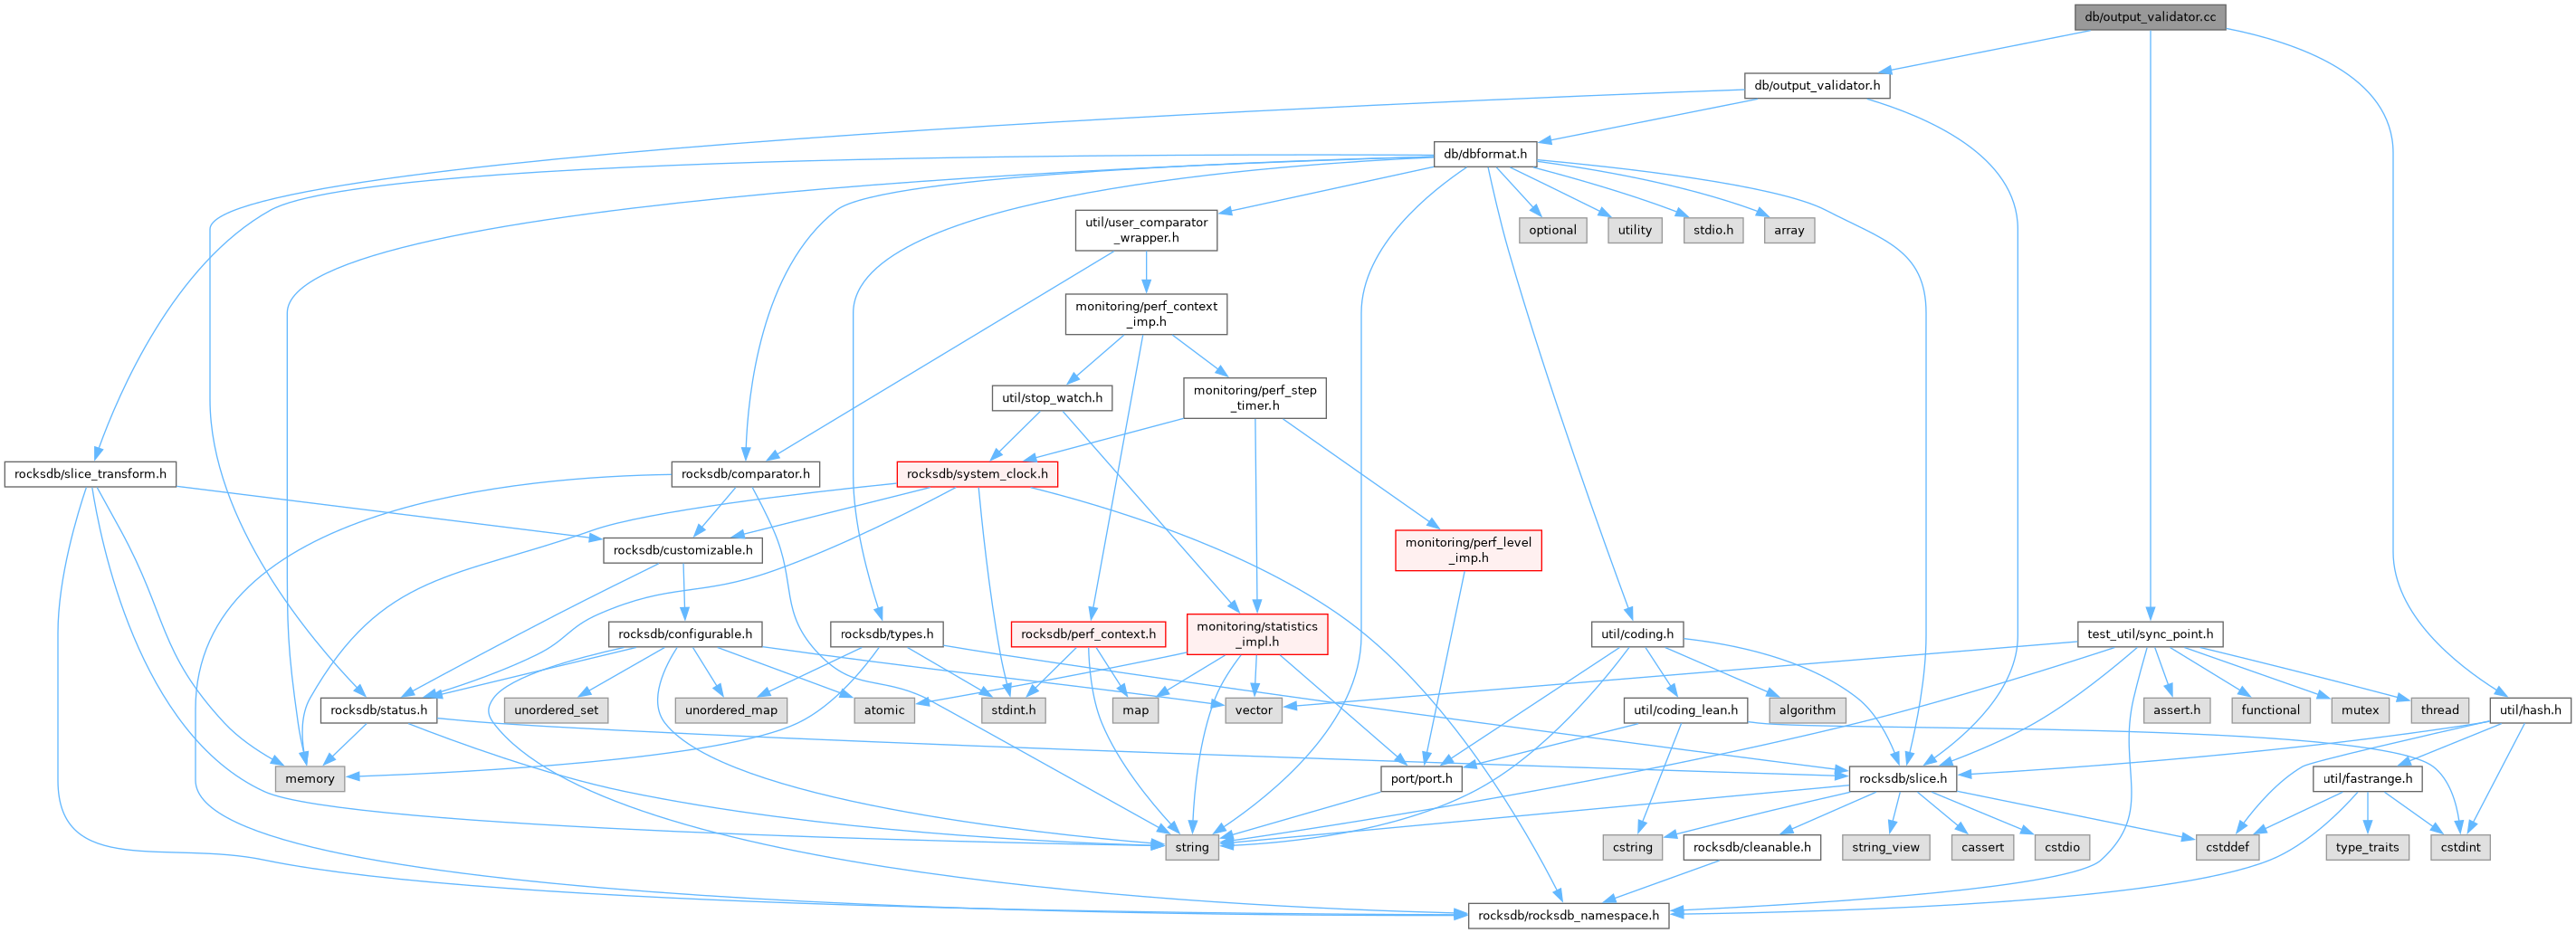 db/output_validator.cc
db/output_validator.h
db/dbformat.h
util/user_comparator
_wrapper.h
optional
utility
stdio.h
array
monitoring/perf_context
_imp.h
util/stop_watch.h
monitoring/perf_step
_timer.h
rocksdb/slice_transform.h
rocksdb/comparator.h
rocksdb/system_clock.h
rocksdb/customizable.h
monitoring/perf_level
_imp.h
rocksdb/configurable.h
rocksdb/types.h
rocksdb/perf_context.h
monitoring/statistics
_impl.h
util/coding.h
test_util/sync_point.h
rocksdb/status.h
unordered_set
unordered_map
atomic
stdint.h
map
vector
util/coding_lean.h
algorithm
assert.h
functional
mutex
thread
util/hash.h
memory
port/port.h
rocksdb/slice.h
util/fastrange.h
string
cstring
rocksdb/cleanable.h
string_view
cassert
cstdio
cstddef
type_traits
cstdint
rocksdb/rocksdb_namespace.h